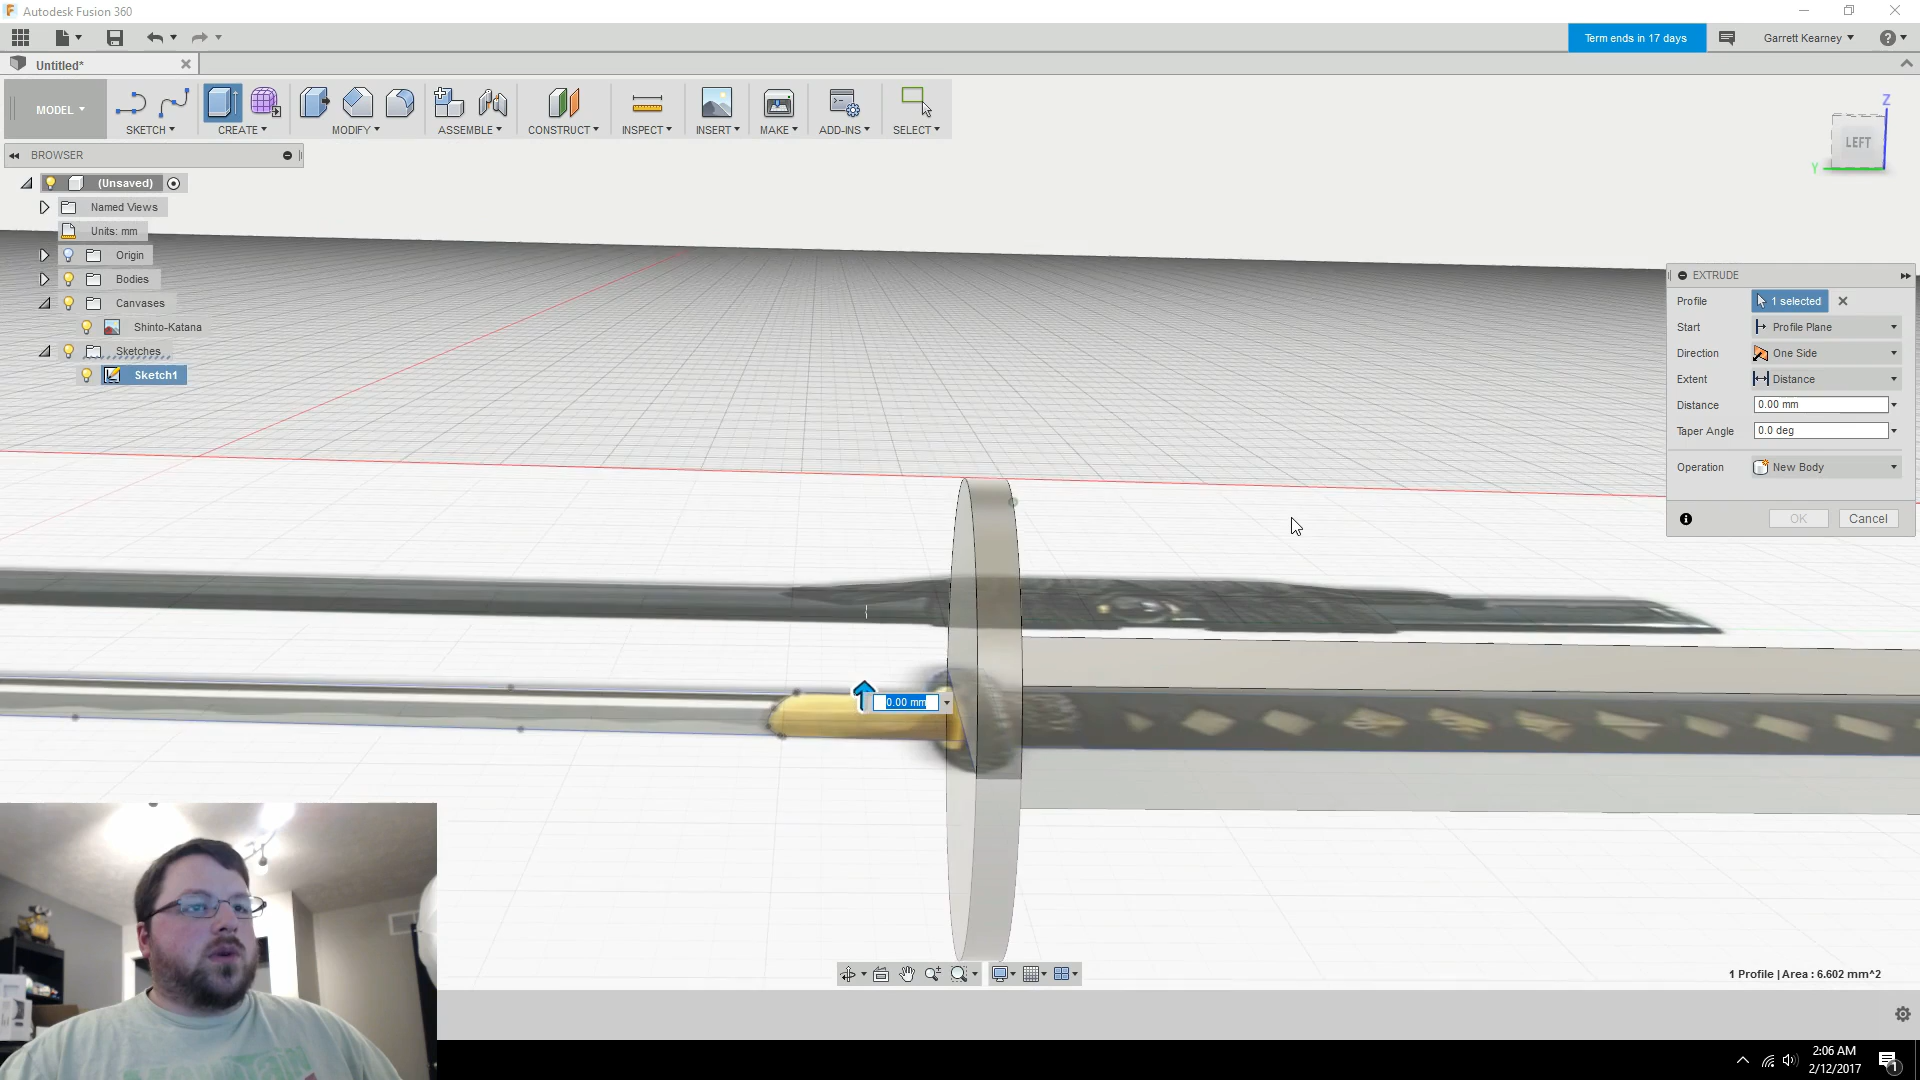 Autodesk Fusion 360
Term ends in 17 days
Garrett Kearney
Untitled*
MODEL
SKETCH
CREATE
MODIFY
ASSEMBLE
CONSTRUCT
INSPECT
INSERT
MAKE
ADD-INS
SELECT
Z
LEFT
Y
BROWSER
(Unsaved)
Named Views
Units: mm
Origin
Bodies
Canvases
Shinto-Katana
Sketches
Sketch1
EXTRUDE
Profile 1 selected
Start Profile Plane
Direction One Side
Extent Distance
Distance 0.00 mm
Taper Angle 0.0 deg
Operation New Body
OK Cancel
0.00 mm
1 Profile | Area : 6.602 mm^2
2:06 AM
2/12/2017
1